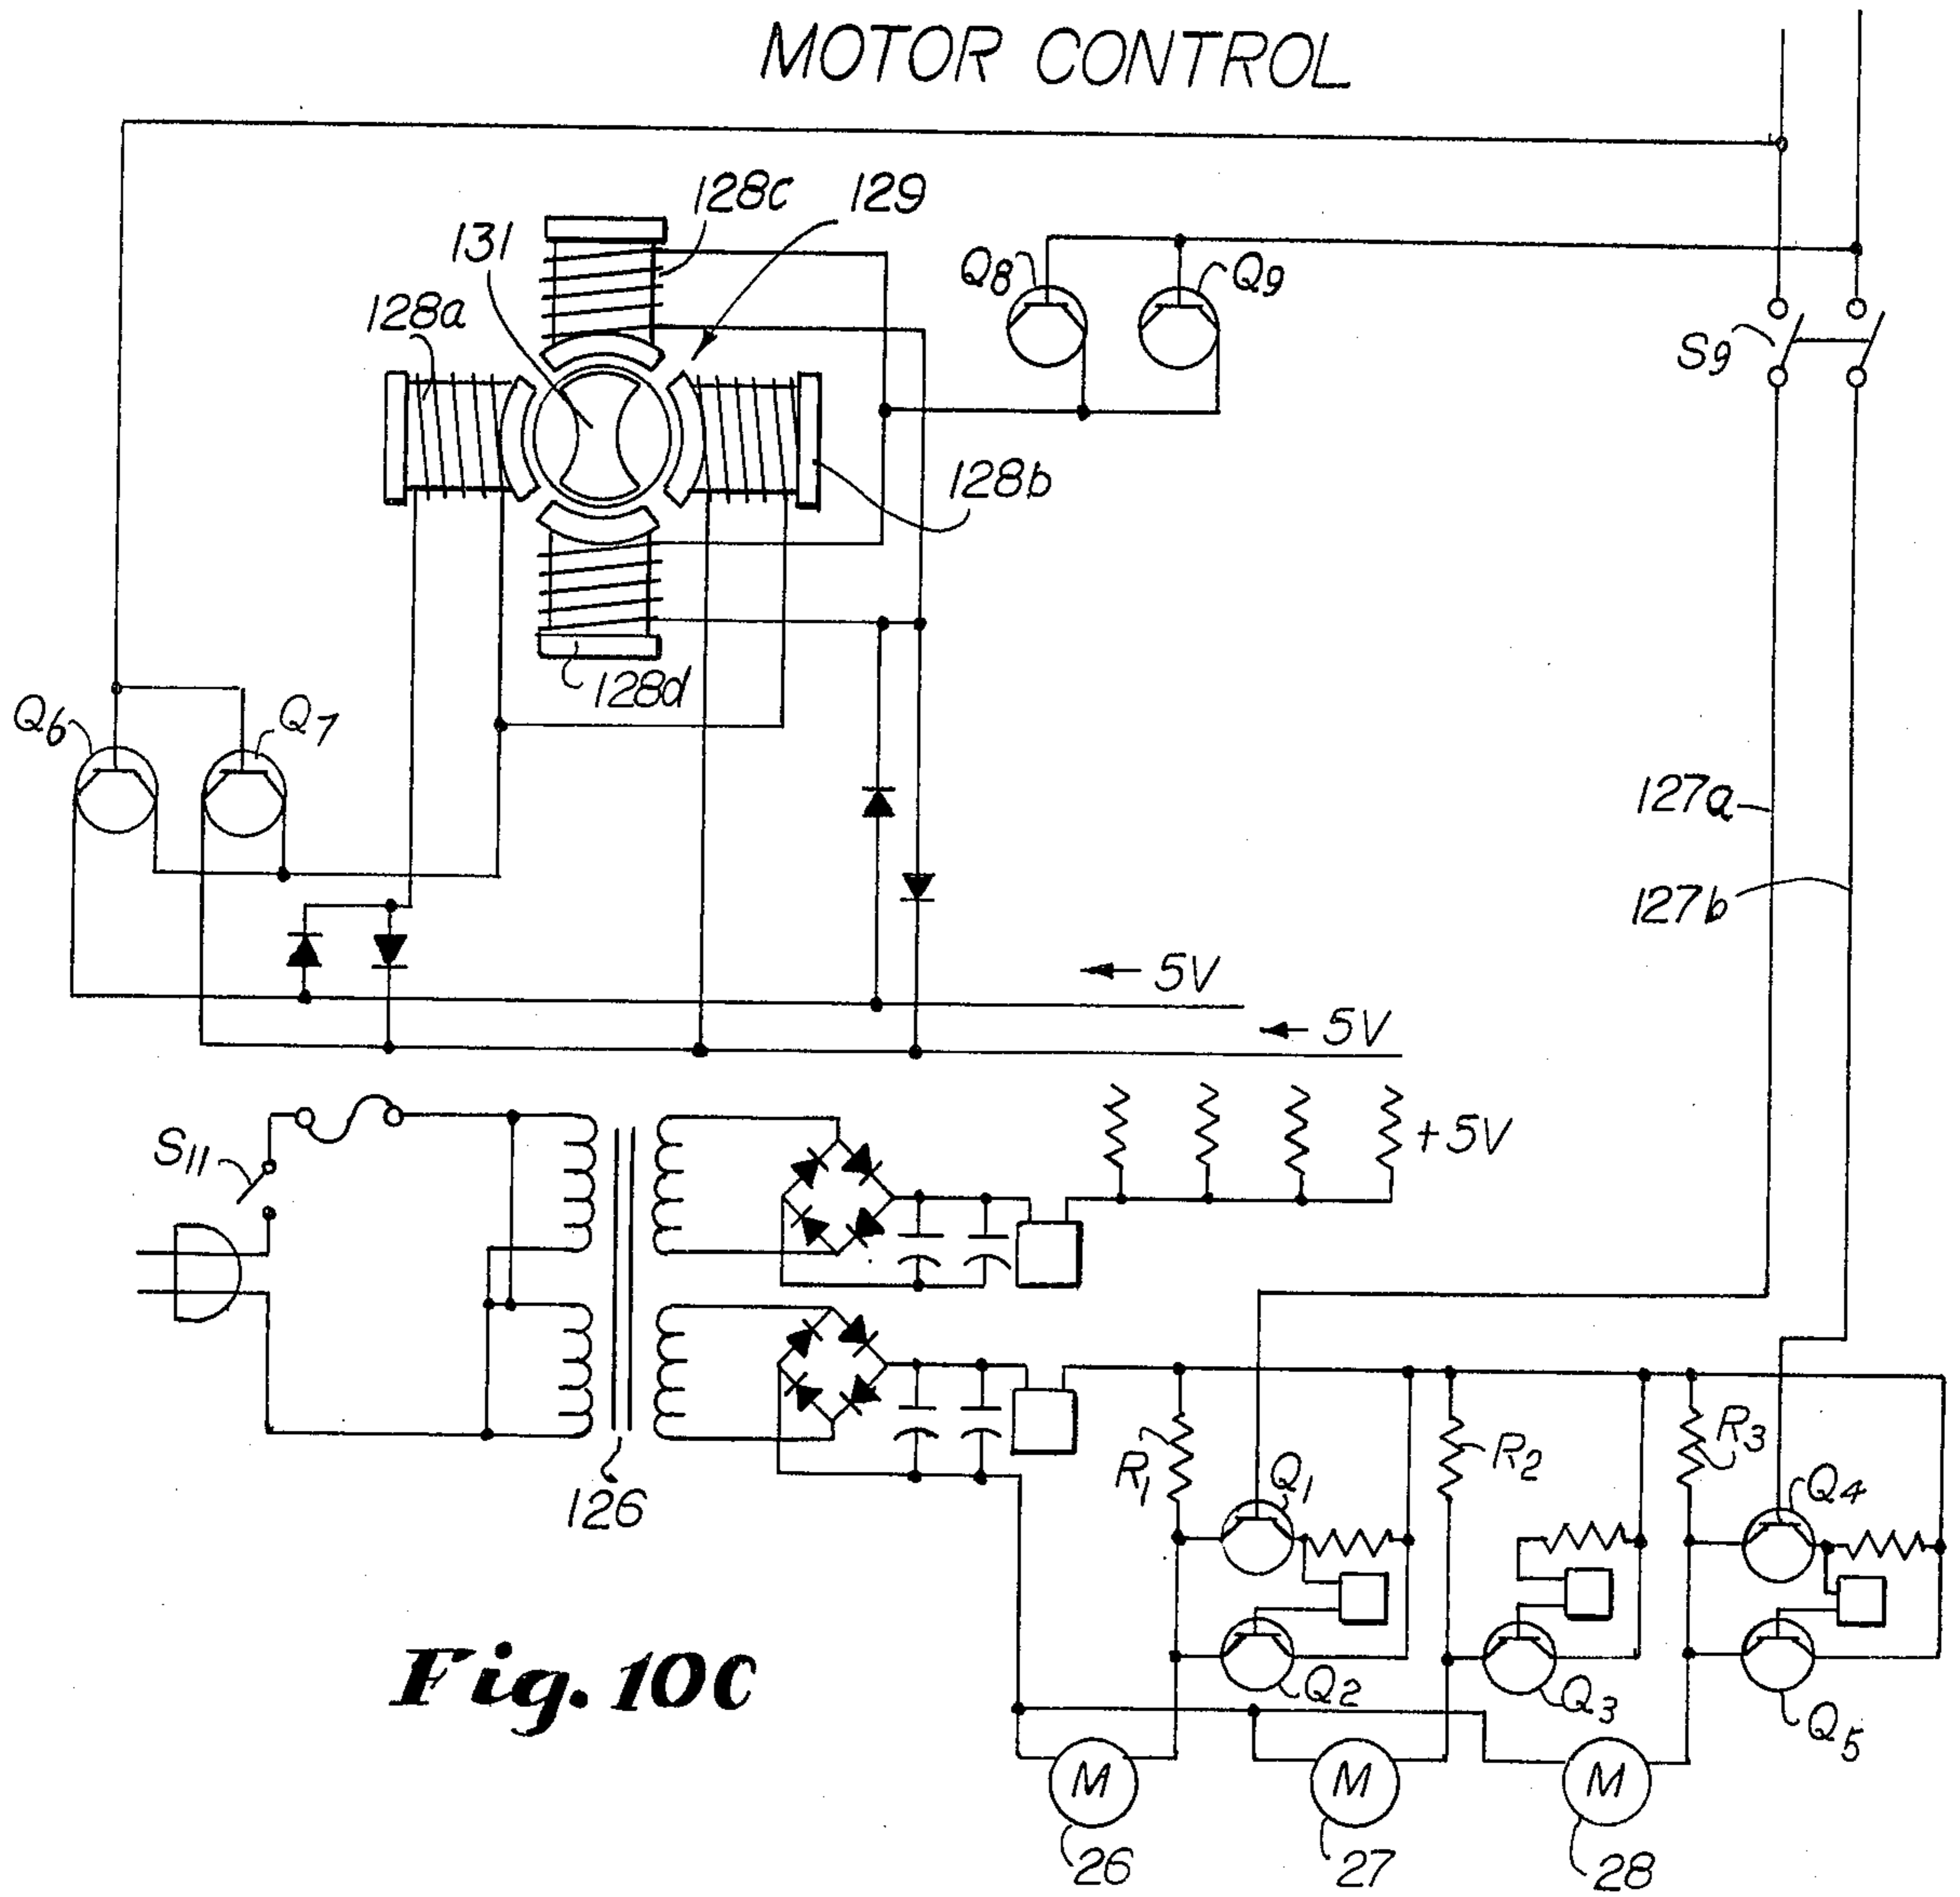 MOTOR CONTROL
128c
129
131
Q8
Q9
128a
S9
128b
128d
Q6
Q7
127a
127b
5V
5V
S11
+5V
126
R1
Q1
R2
R3
Q4
Q2
Q3
Q5
Fig. 10C
M
M
M
26
27
28